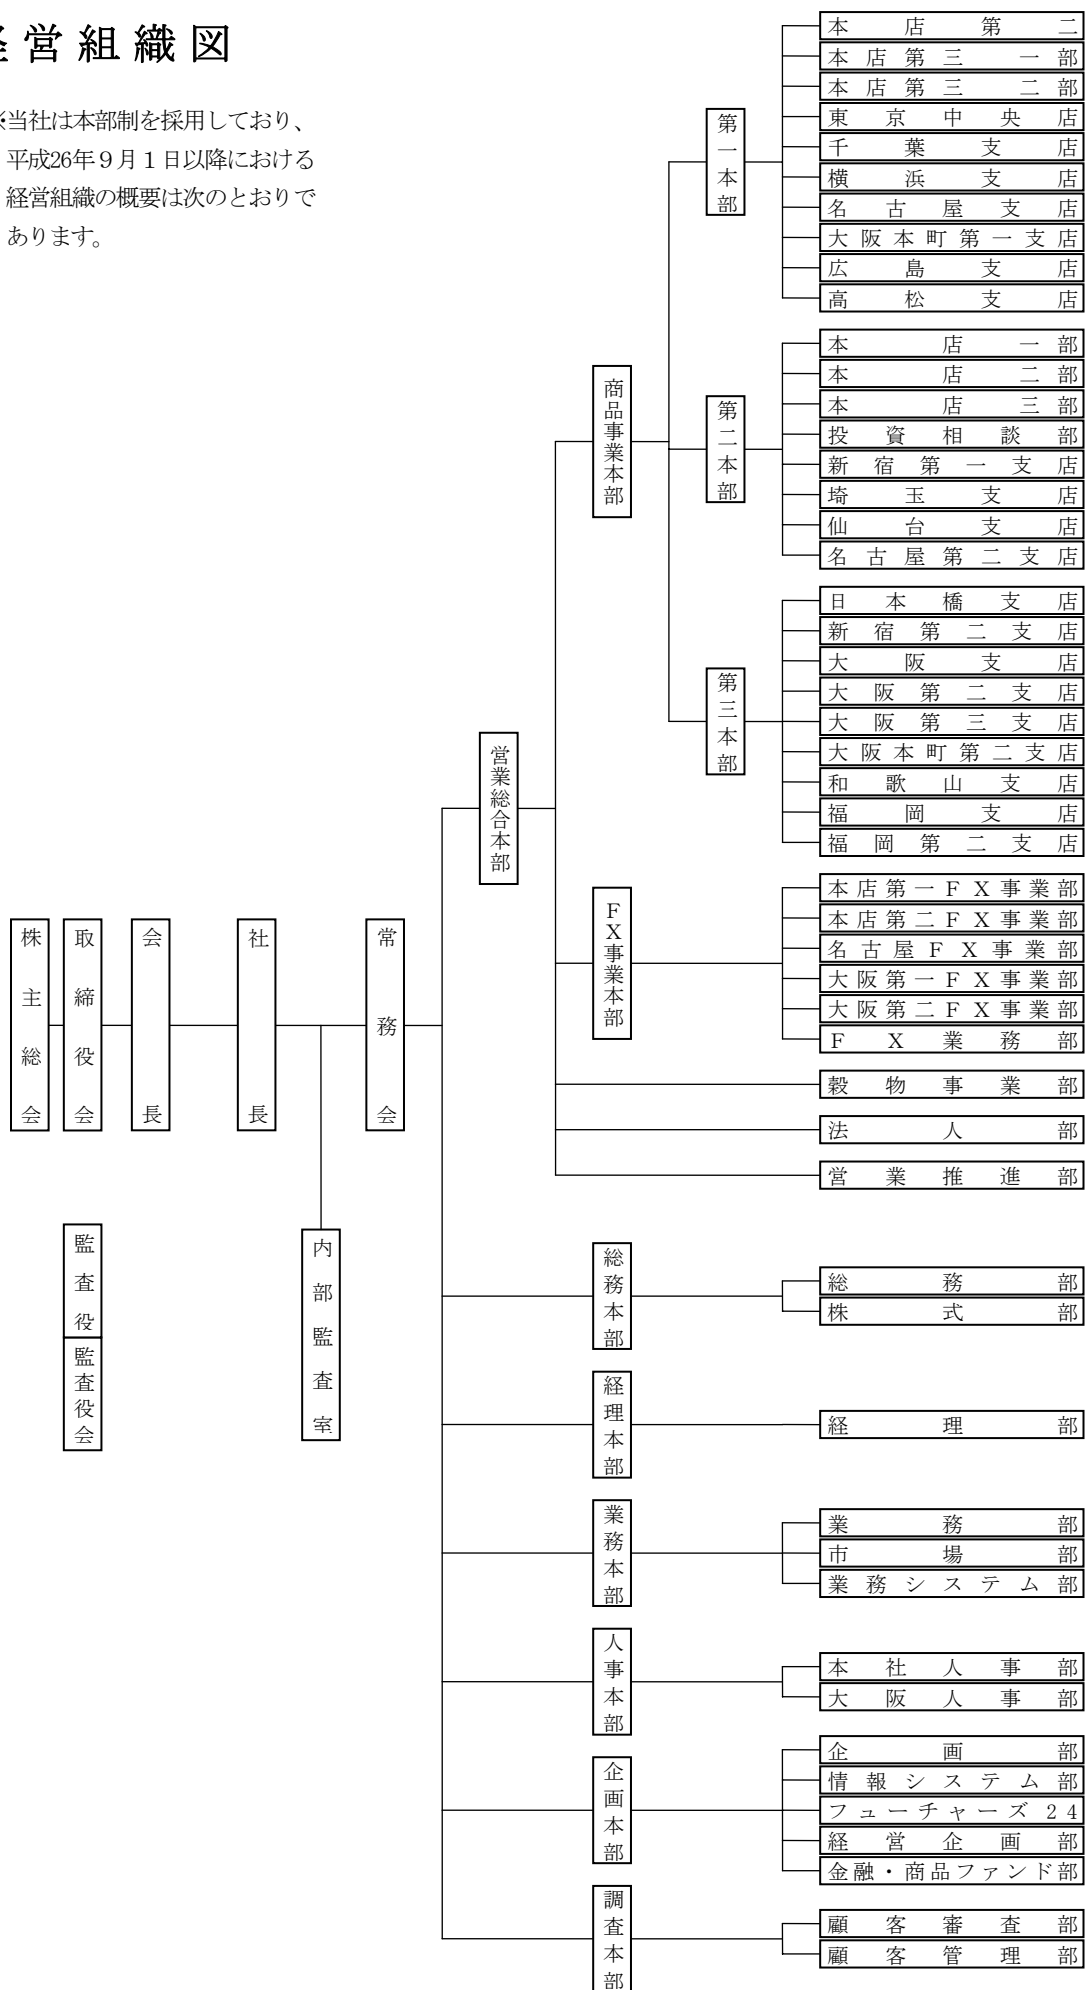 営組織図
※当社は本部制を採用しており、
平成26年９月１日以降における
経営組織の概要は次のとおりで
あります。
株主総会
取締役会
会長
社長
常務会
監査役
監査役会
内部監査室
営業総合本部
商品事業本部
第一本部
本店第二
本店第三一部
本店第三二部
東京中央店
千葉支店
横浜支店
名古屋支店
大阪本町第一支店
広島支店
高松支店
第二本部
本店一部
本店二部
本店三部
投資相談部
新宿第一支店
埼玉支店
仙台支店
名古屋第二支店
第三本部
日本橋支店
新宿第二支店
大阪支店
大阪第二支店
大阪第三支店
大阪本町第二支店
和歌山支店
福岡支店
福岡第二支店
ＦＸ事業本部
本店第一ＦＸ事業部
本店第二ＦＸ事業部
名古屋ＦＸ事業部
大阪第一ＦＸ事業部
大阪第二ＦＸ事業部
ＦＸ業務部
穀物事業部
法人部
営業推進部
総務本部
総務部
株式部
経理本部
経理部
業務本部
業務部
市場部
業務システム部
人事本部
本社人事部
大阪人事部
企画本部
企画部
情報システム部
フューチャーズ24
経営企画部
金融・商品ファンド部
調査本部
顧客審査部
顧客管理部